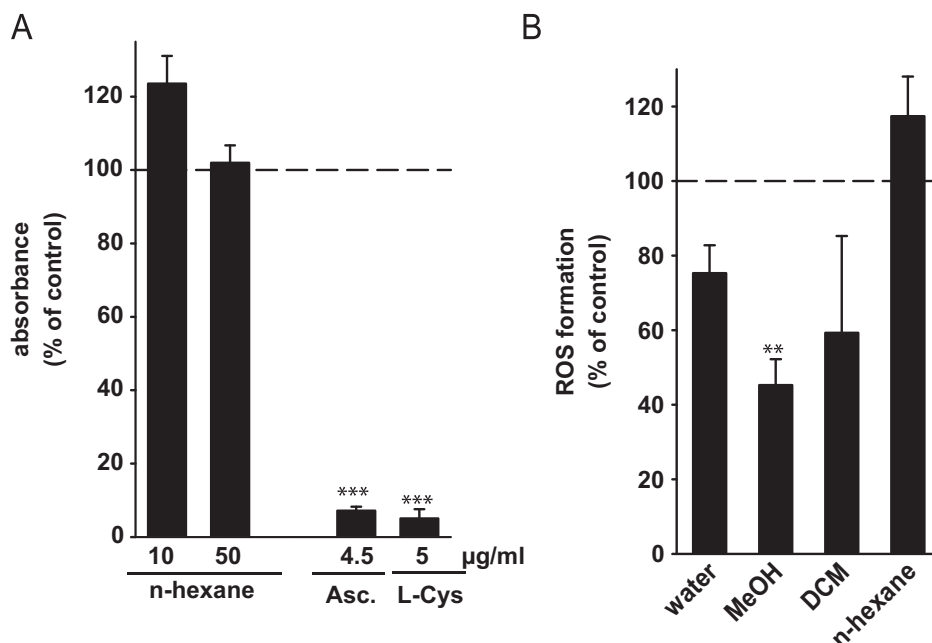 A
absorbance
(% of control)
120
100
80
60
40
20
0
*** ***
10 50 4.5 5 µg/ml
n-hexane Asc. L-Cys
B
ROS formation
(% of control)
120
100
80
60
40
20
0
**
water MeOH DCM n-hexane